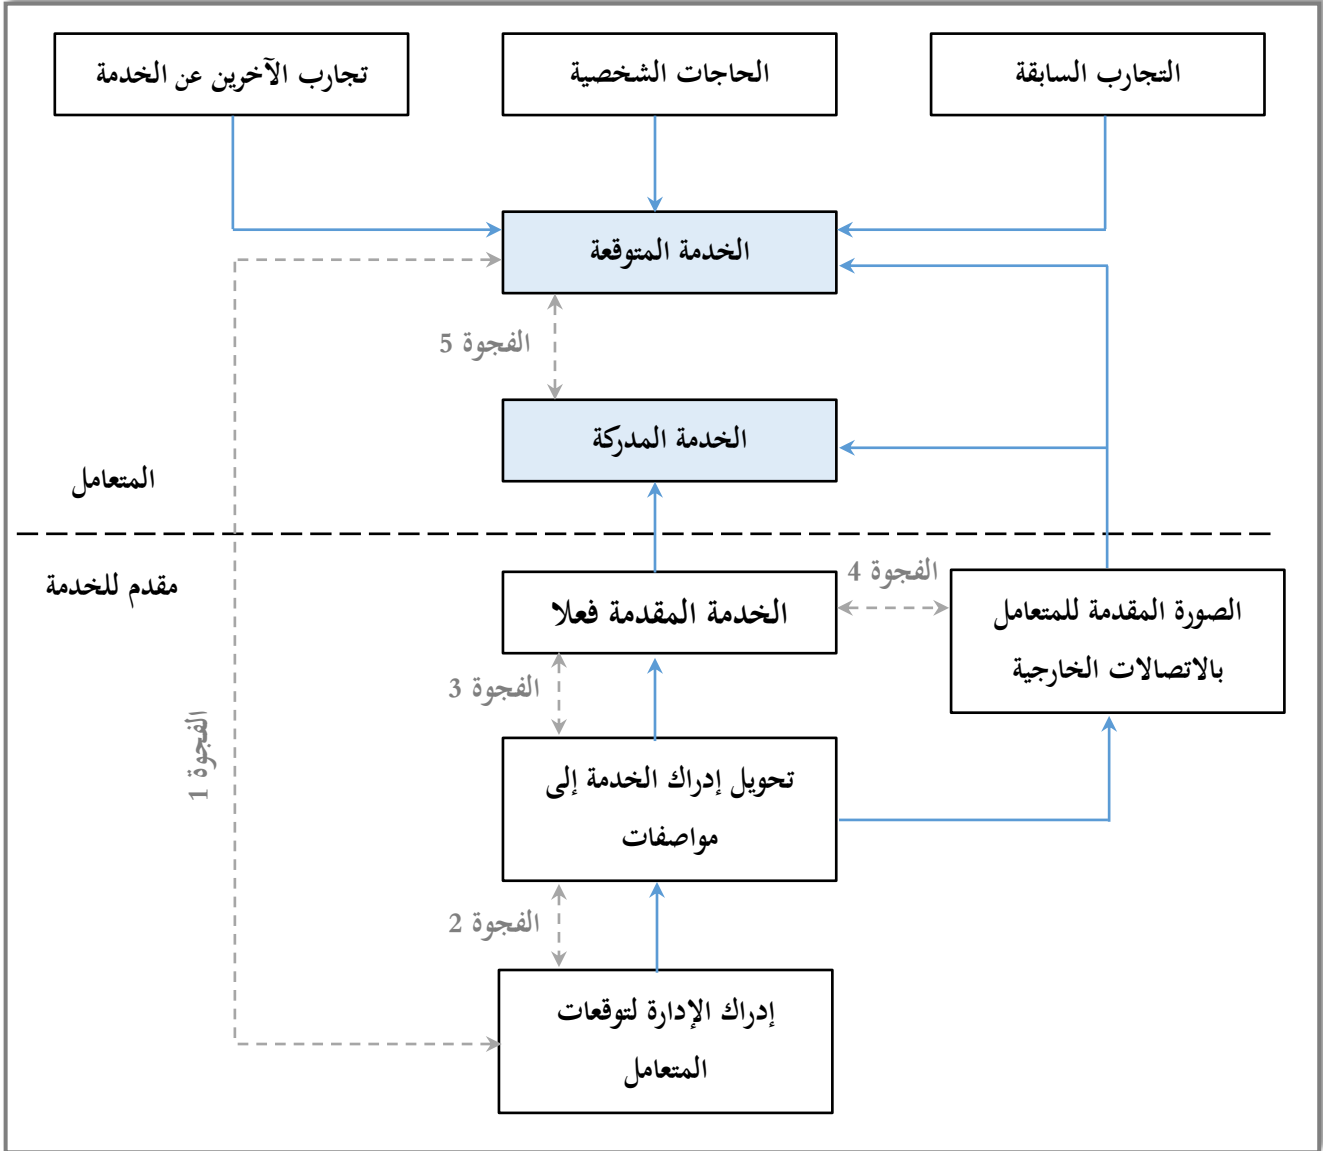 التجارب السابقة
الحاجات الشخصية
تجارب الآخرين عن الخدمة
الخدمة المتوقعة
الفجوة 5
الخدمة المدركة
المتعامل
مقدم للخدمة
الفجوة 4
الصورة المقدمة للمتعامل
بالاتصالات الخارجية
الخدمة المقدمة فعلا
الفجوة 3
الفجوة 1
تحويل إدراك الخدمة إلى
مواصفات
الفجوة 2
إدراك الإدارة لتوقعات
المتعامل